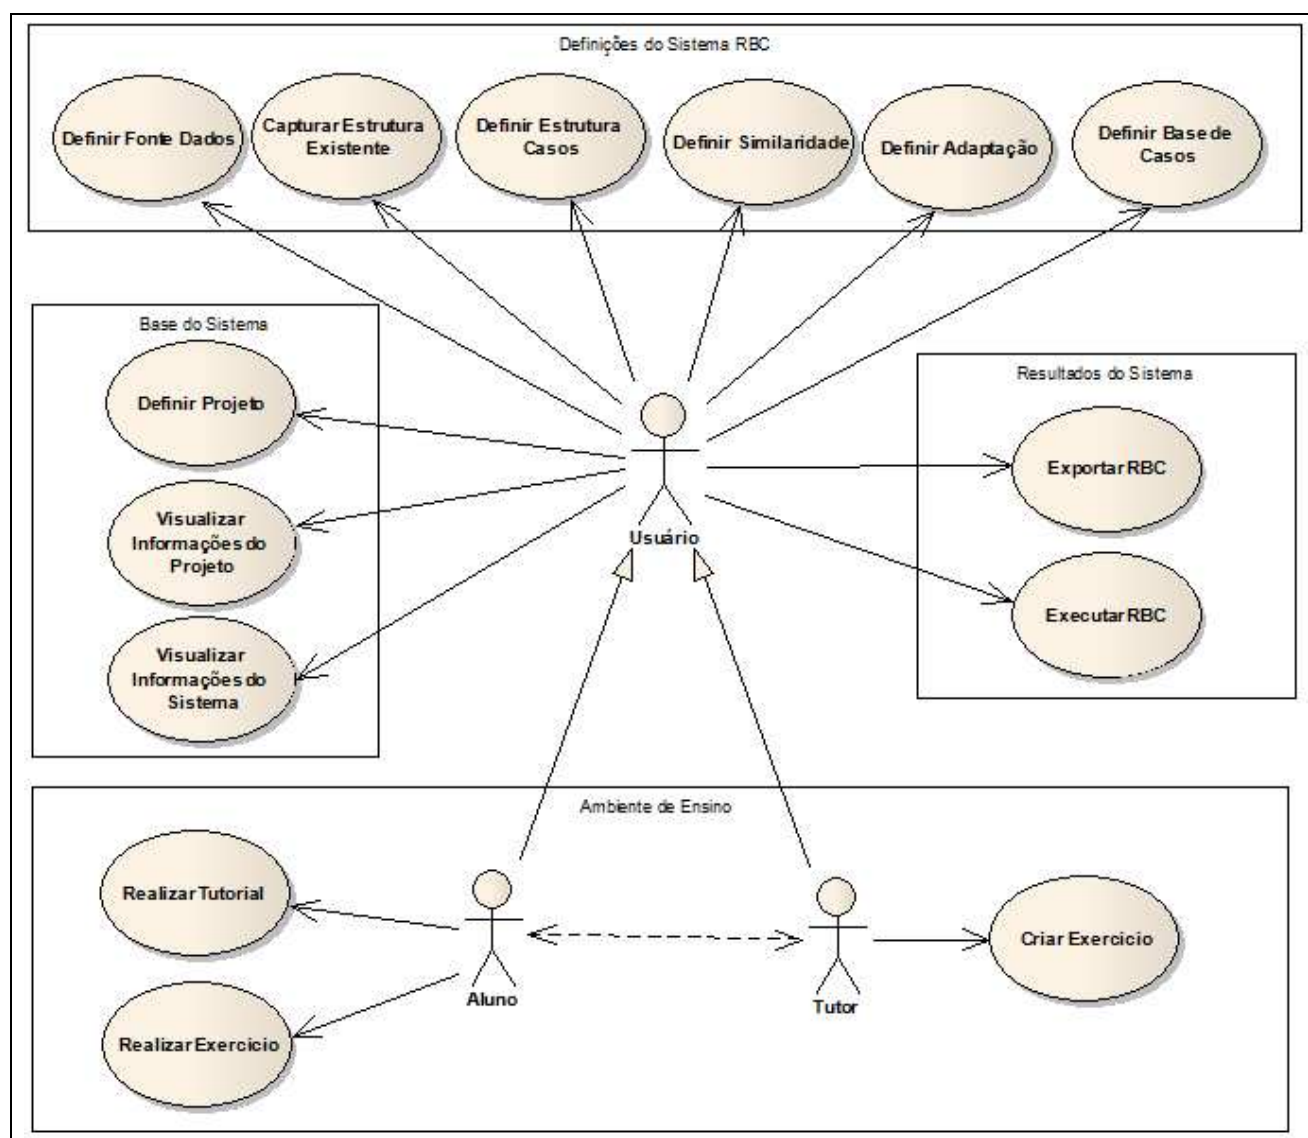 Definições do Sistema RBC
Definir Fonte Dados
Capturar Estrutura
Existente
Definir Estrutura
Casos
Definir Similaridade
Definir Adaptação
Definir Base de
Casos
Base do Sistema
Definir Projeto
Visualizar
Informações do
Projeto
Visualizar
Informações do
Sistema
Usuário
Resultados do Sistema
Exportar RBC
Executar RBC
Ambiente de Ensino
Realizar Tutorial
Realizar Exercicio
Aluno
Tutor
Criar Exercicio